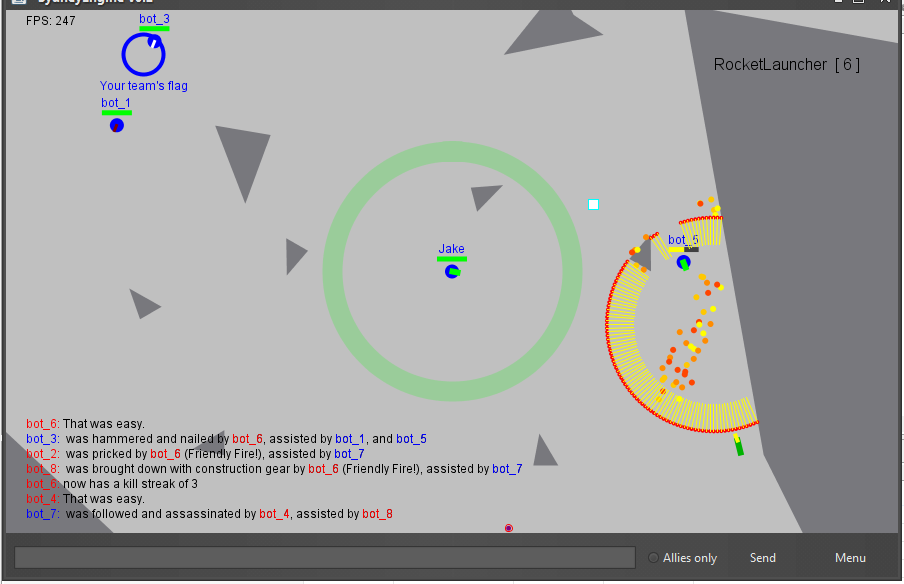 SydneyEngine v0.2
FPS: 247
bot_3
Your team's flag
bot_1
RocketLauncher [ 6 ]
bot_5
Jake
bot_6: That was easy.
bot_3: was hammered and nailed by bot_6, assisted by bot_1, and bot_5
bot_2: was pricked by bot_6 (Friendly Fire!), assisted by bot_7
bot_8: was brought down with construction gear by bot_6 (Friendly Fire!), assisted by bot_7
bot_6: now has a kill streak of 3
bot_4: That was easy.
bot_7: was followed and assassinated by bot_4, assisted by bot_8
Allies only
Send
Menu